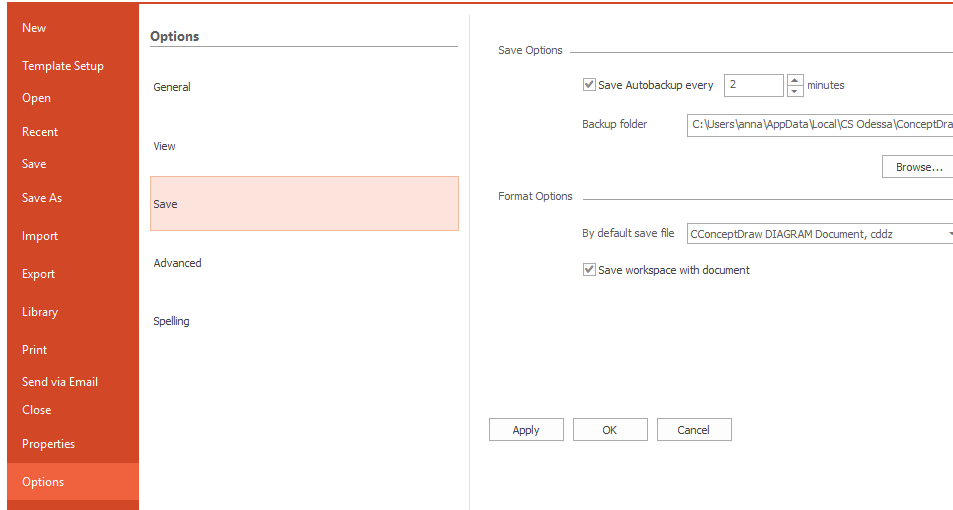 New
Template Setup
Open
Recent
Save
Save As
Import
Export
Library
Print
Send via Email
Close
Properties
Options
Options
General
View
Save
Advanced
Spelling
Save Options
Save Autobackup every 2 minutes
Backup folder C:\Users\anna\AppData\Local\CS Odessa\ConceptDra
Browse...
Format Options
By default save file CConceptDraw DIAGRAM Document, cddz
Save workspace with document
Apply OK Cancel